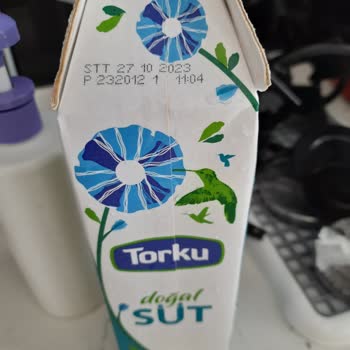 STT 27 10 2023
P 232012 1 11:04
Torku
doğal
SÜT